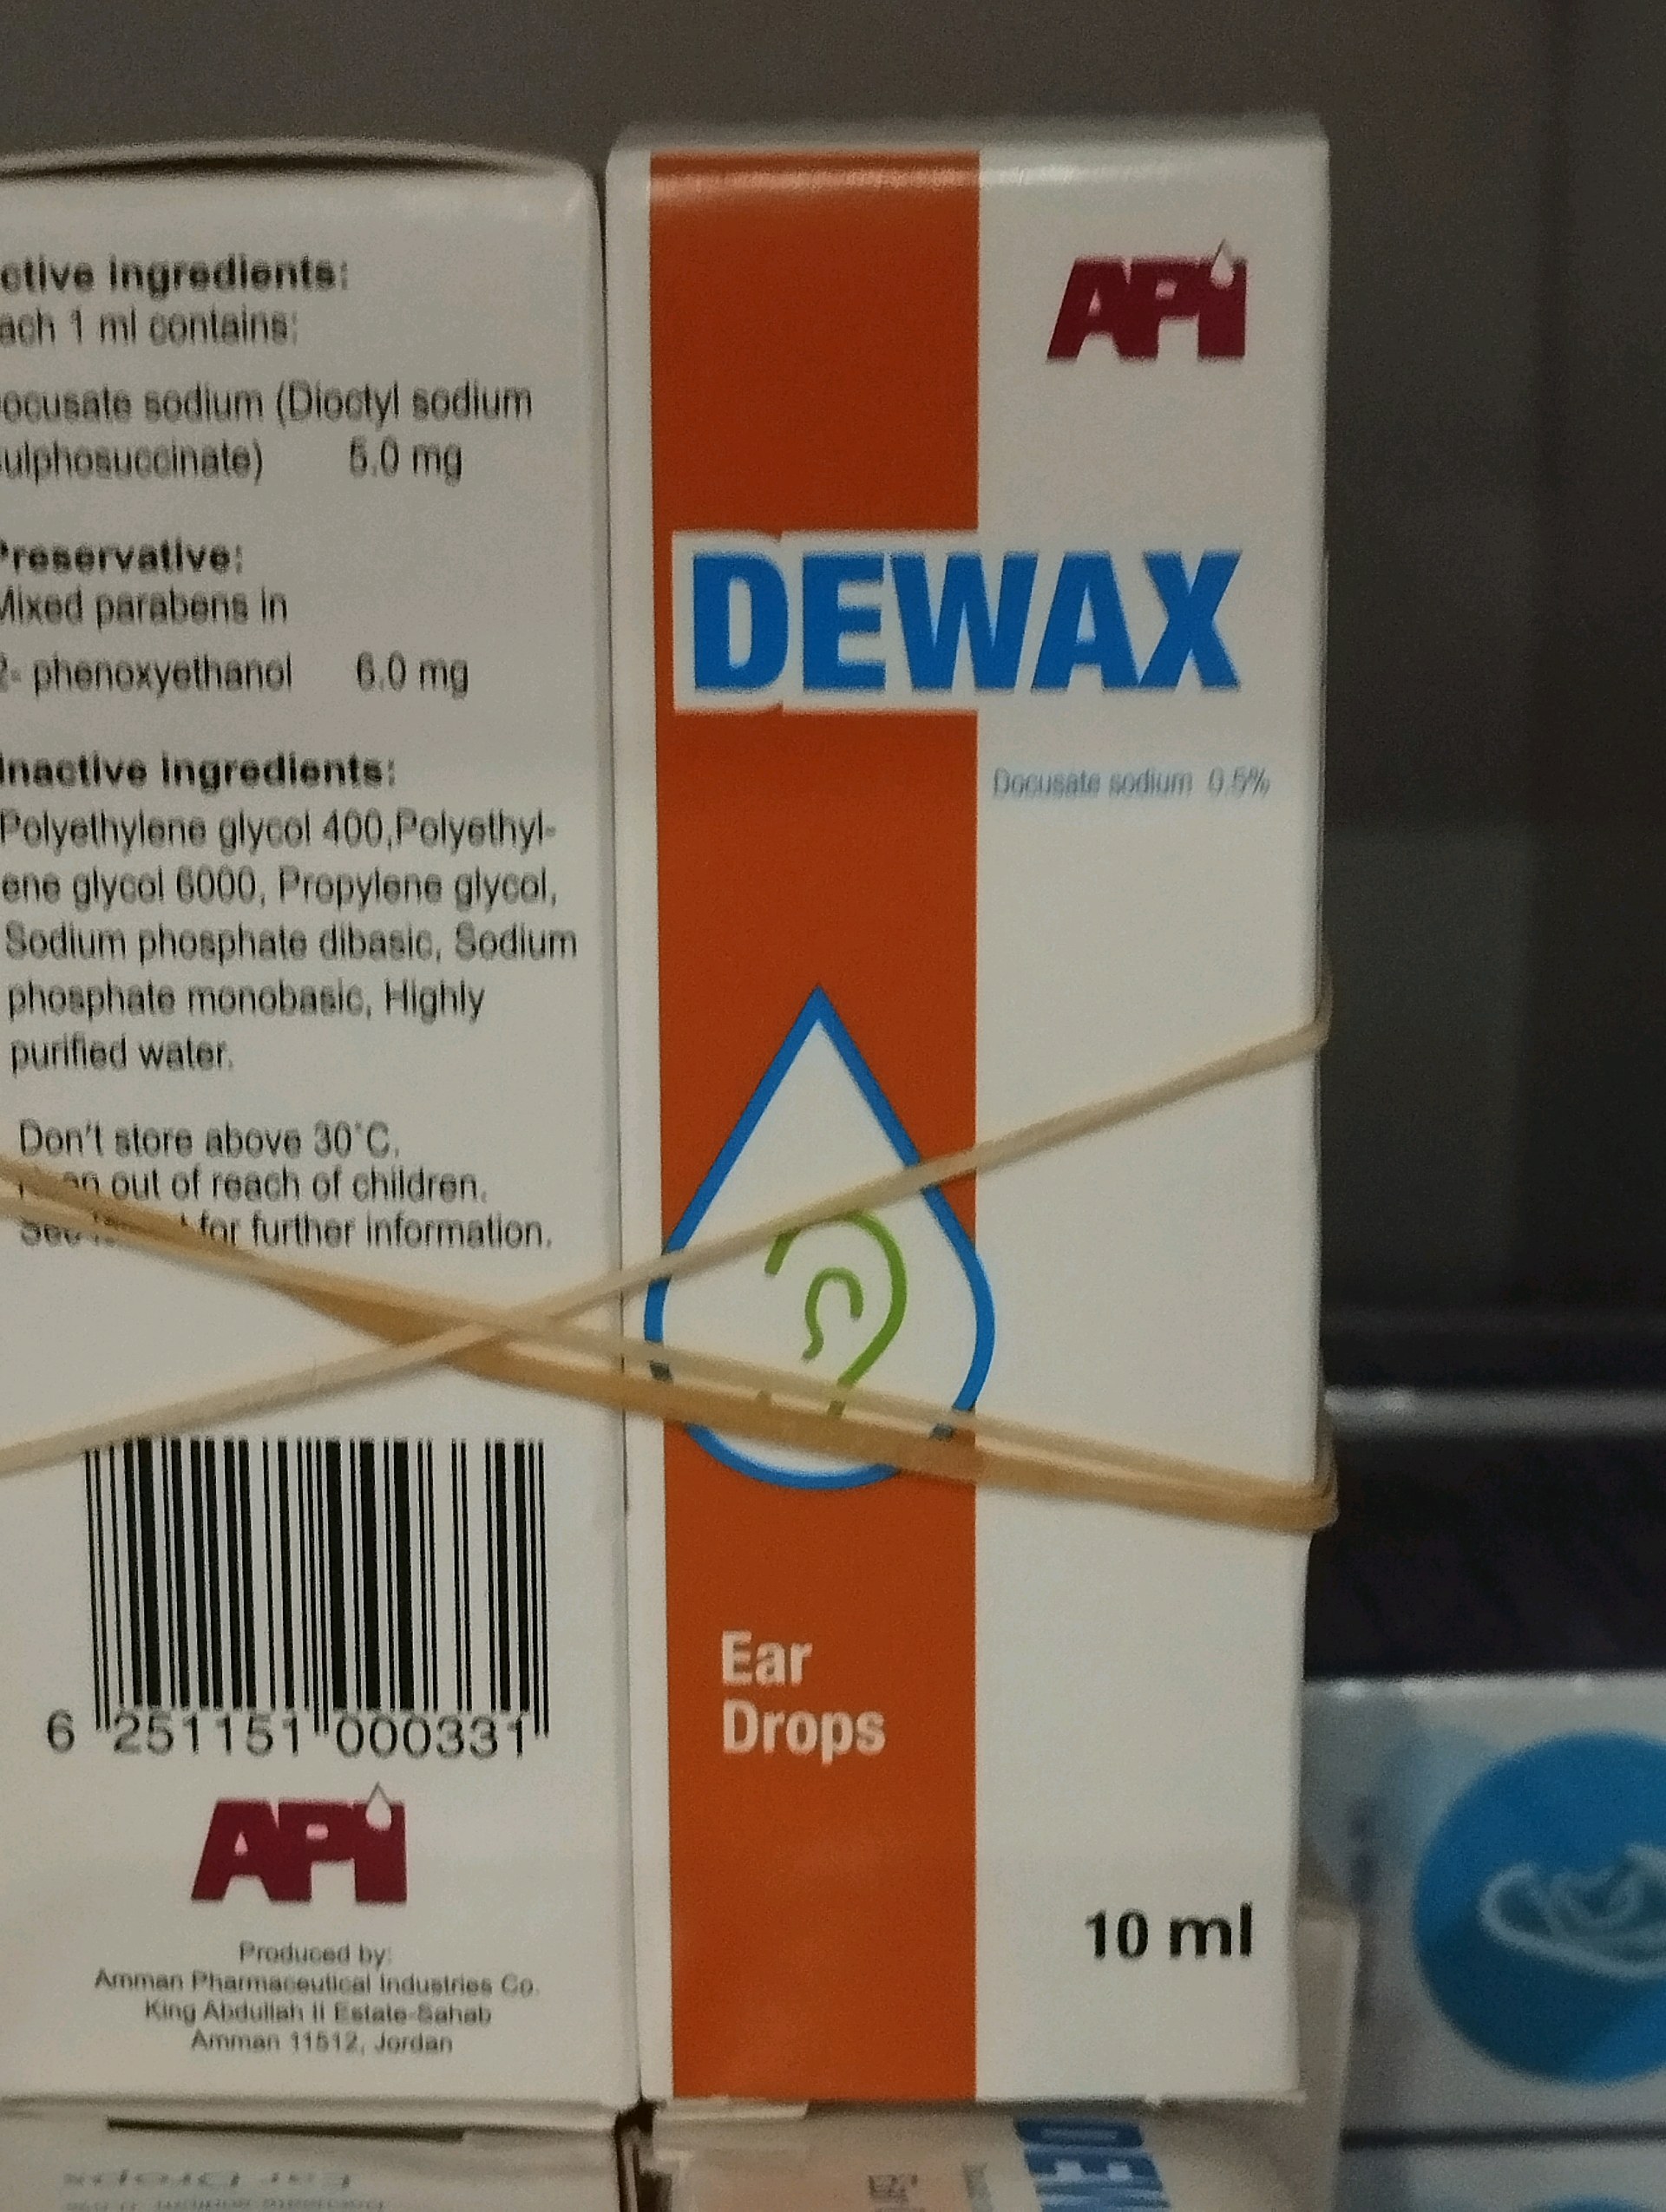 ctive Ingredients:
ach 1 ml contains:
ocusate sodium (Dioctyl sodium
ulphosuccinate) 5.0 mg
Preservative:
Mixed parabens in
2- phenoxyethanol 6.0 mg
Inactive Ingredients:
Polyethylene glycol 400,Polyethyl-
ene glycol 6000, Propylene glycol,
Sodium phosphate dibasic, Sodium
phosphate monobasic, Highly
purified water.
Don't store above 30°C.
out of reach of children.
See for further information.
6 251151 000331
API
Produced by:
Amman Pharmaceutical Industries Co.
King Abdullah II Estate-Sahab
Amman 11512, Jordan
API
DEWAX
Docusate sodium 0.5%
Ear
Drops
10 ml
Ear Drops